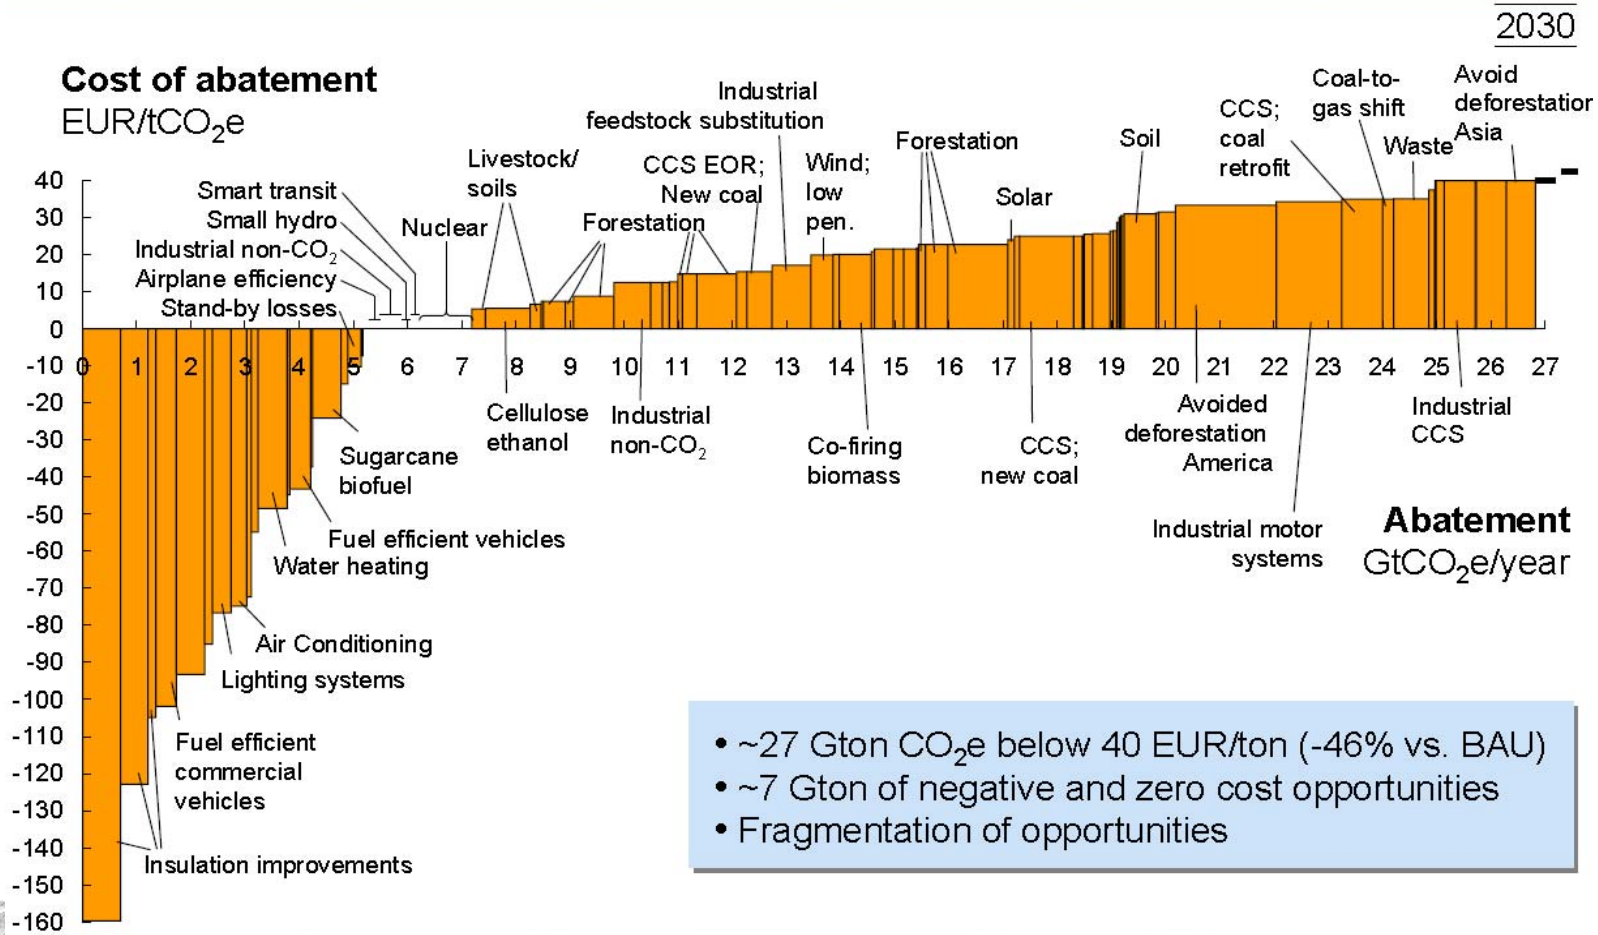 2030
Cost of abatement
EUR/tCO₂e
Industrial
feedstock substitution
Coal-to-
gas shift
Avoid
deforestation
Asia
CCS;
coal
retrofit
Waste
Livestock/
soils
CCS EOR;
New coal
Wind;
low
pen.
Forestation
Soil
Solar
Smart transit
Small hydro
Industrial non-CO₂
Airplane efficiency
Stand-by losses
Nuclear
Forestation
40
30
20
10
0
-10
-20
-30
-40
-50
-60
-70
-80
-90
-100
-110
-120
-130
-140
-150
-160
0 1 2 3 4 5 6 7 8 9 10 11 12 13 14 15 16 17 18 19 20 21 22 23 24 25 26 27
Cellulose
ethanol
Industrial
non-CO₂
Co-firing
biomass
CCS;
new coal
Avoided
deforestation
America
Industrial
CCS
Industrial motor
systems
Sugarcane
biofuel
Fuel efficient vehicles
Water heating
Air Conditioning
Lighting systems
Fuel efficient
commercial
vehicles
Insulation improvements
Abatement
GtCO₂e/year
• ~27 Gton CO₂e below 40 EUR/ton (-46% vs. BAU)
• ~7 Gton of negative and zero cost opportunities
• Fragmentation of opportunities